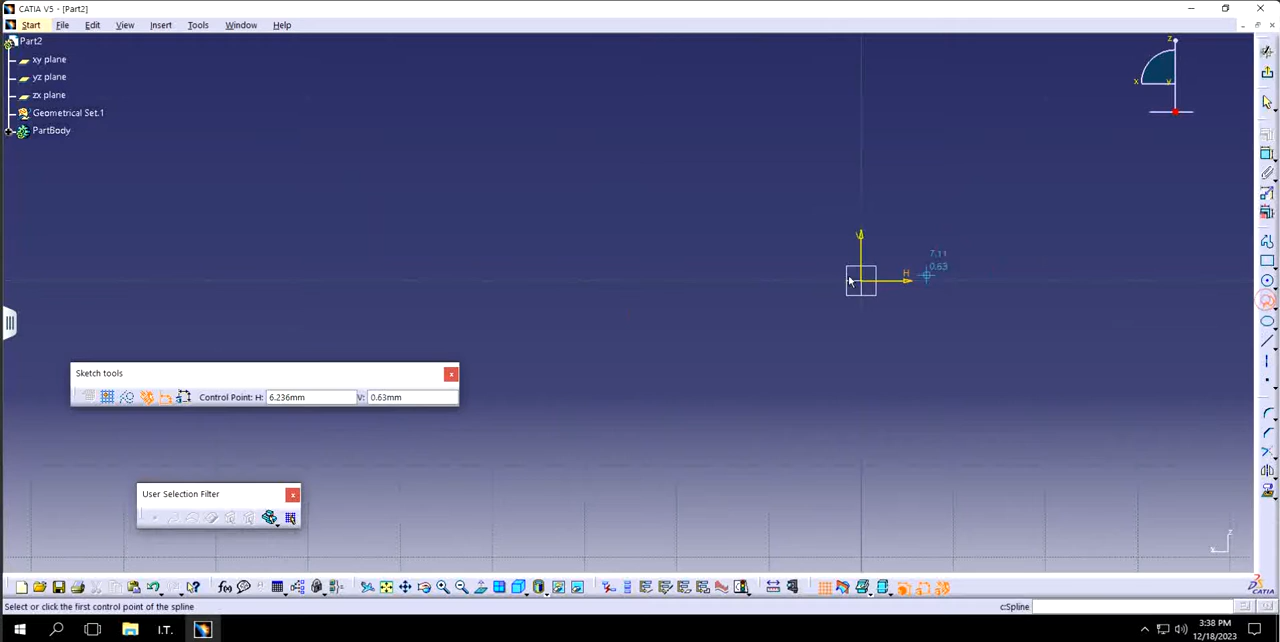 CATIA V5 - [Part2]
Start File Edit View Insert Tools Window Help
Part2
xy plane
yz plane
zx plane
Geometrical Set.1
PartBody
z
x
y
V
H
7.11
0.63
Sketch tools
Control Point: H: 6.236mm V: 0.63mm
User Selection Filter
z
x
f(x)
CATIA
Select or click the first control point of the spline
c:Spline
I.T.
3:38 PM
12/18/2023